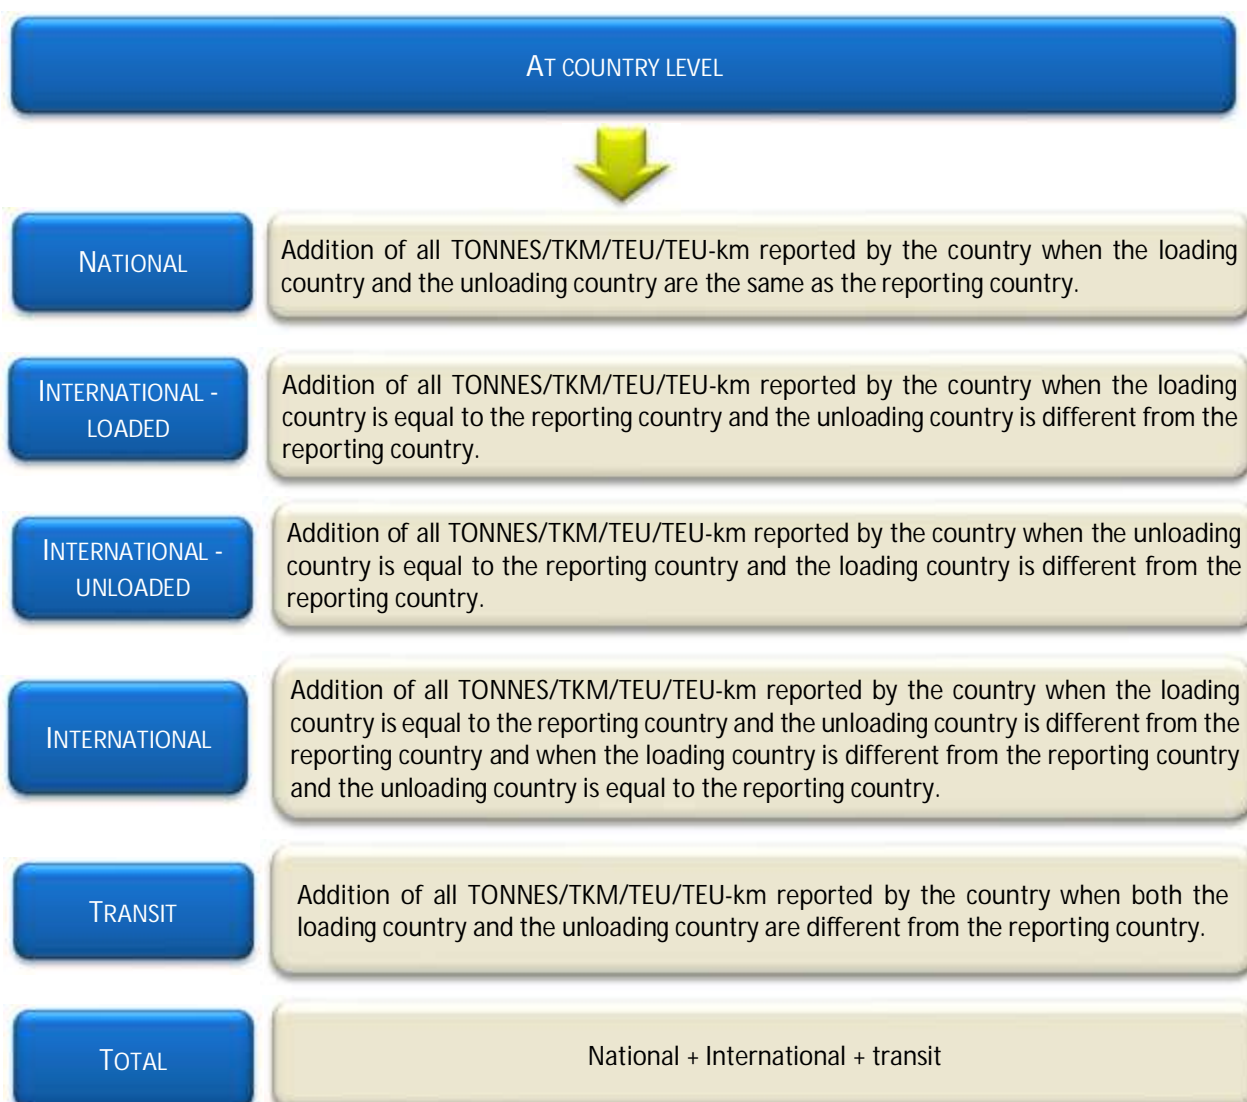 AT COUNTRY LEVEL
NATIONAL
Addition of all TONNES/TKM/TEU/TEU-km reported by the country when the loading
country and the unloading country are the same as the reporting country.
INTERNATIONAL -
LOADED
Addition of all TONNES/TKM/TEU/TEU-km reported by the country when the loading
country is equal to the reporting country and the unloading country is different from the
reporting country.
INTERNATIONAL -
UNLOADED
Addition of all TONNES/TKM/TEU/TEU-km reported by the country when the unloading
country is equal to the reporting country and the loading country is different from the
reporting country.
INTERNATIONAL
Addition of all TONNES/TKM/TEU/TEU-km reported by the country when the loading
country is equal to the reporting country and the unloading country is different from the
reporting country and when the loading country is different from the reporting country
and the unloading country is equal to the reporting country.
TRANSIT
Addition of all TONNES/TKM/TEU/TEU-km reported by the country when both the
loading country and the unloading country are different from the reporting country.
TOTAL
National + International + transit